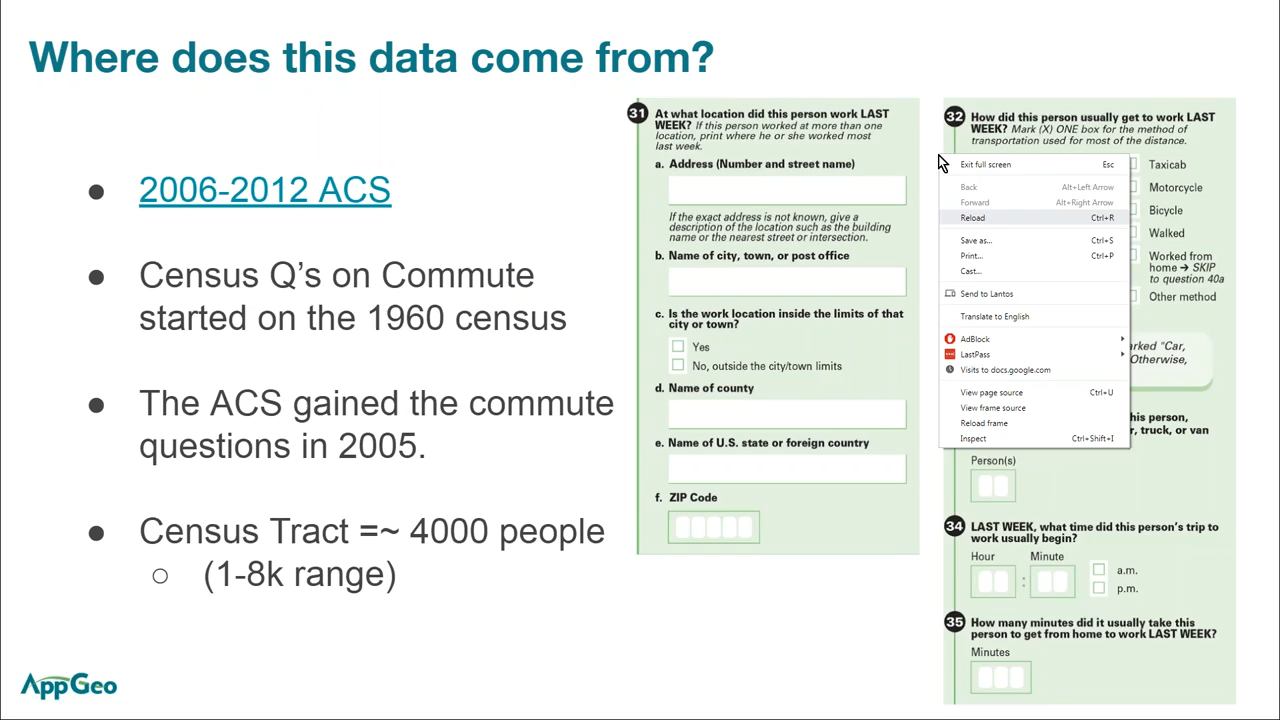 Where does this data come from?
● 2006-2012 ACS
● Census Q's on Commute
started on the 1960 census
● The ACS gained the commute
questions in 2005.
● Census Tract =~ 4000 people
○ (1-8k range)
AppGeo
31 At what location did this person work LAST
WEEK? If this person worked at more than one
location, print where he or she worked most
last week.
a. Address (Number and street name)
If the exact address is not known, give a
description of the location such as the building
name or the nearest street or intersection.
b. Name of city, town, or post office
c. Is the work location inside the limits of that
city or town?
Yes
No, outside the city/town limits
d. Name of county
e. Name of U.S. state or foreign country
f. ZIP Code
32 How did this person usually get to work LAST
WEEK? Mark (X) ONE box for the method of
transportation used for most of the distance.
Exit full screen Esc
Back Alt+Left Arrow
Forward Alt+Right Arrow
Reload Ctrl+R
Save as... Ctrl+S
Print... Ctrl+P
Cast...
Send to Lantos
Translate to English
AdBlock
LastPass
Visits to docs.google.com
View page source Ctrl+U
View frame source
Reload frame
Inspect Ctrl+Shift+I
Taxicab
Motorcycle
Bicycle
Walked
Worked from
home → SKIP
to question 40a
Other method
"Car,
Otherwise,
this person,
truck, or van
Person(s)
34 LAST WEEK, what time did this person's trip to
work usually begin?
Hour Minute
:
a.m.
p.m.
35 How many minutes did it usually take this
person to get from home to work LAST WEEK?
Minutes